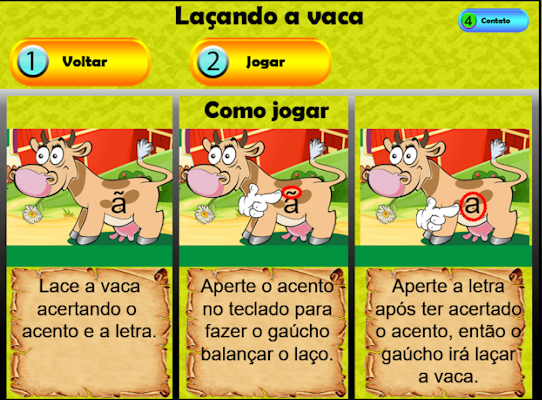 Laçando a vaca
4 Contato
1 Voltar
2 Jogar
Como jogar
ã
ã
a
Lace a vaca
acertando o
acento e a letra.
Aperte o acento
no teclado para
fazer o gaúcho
balançar o laço.
Aperte a letra
após ter acertado
o acento, então o
gaúcho irá laçar
a vaca.